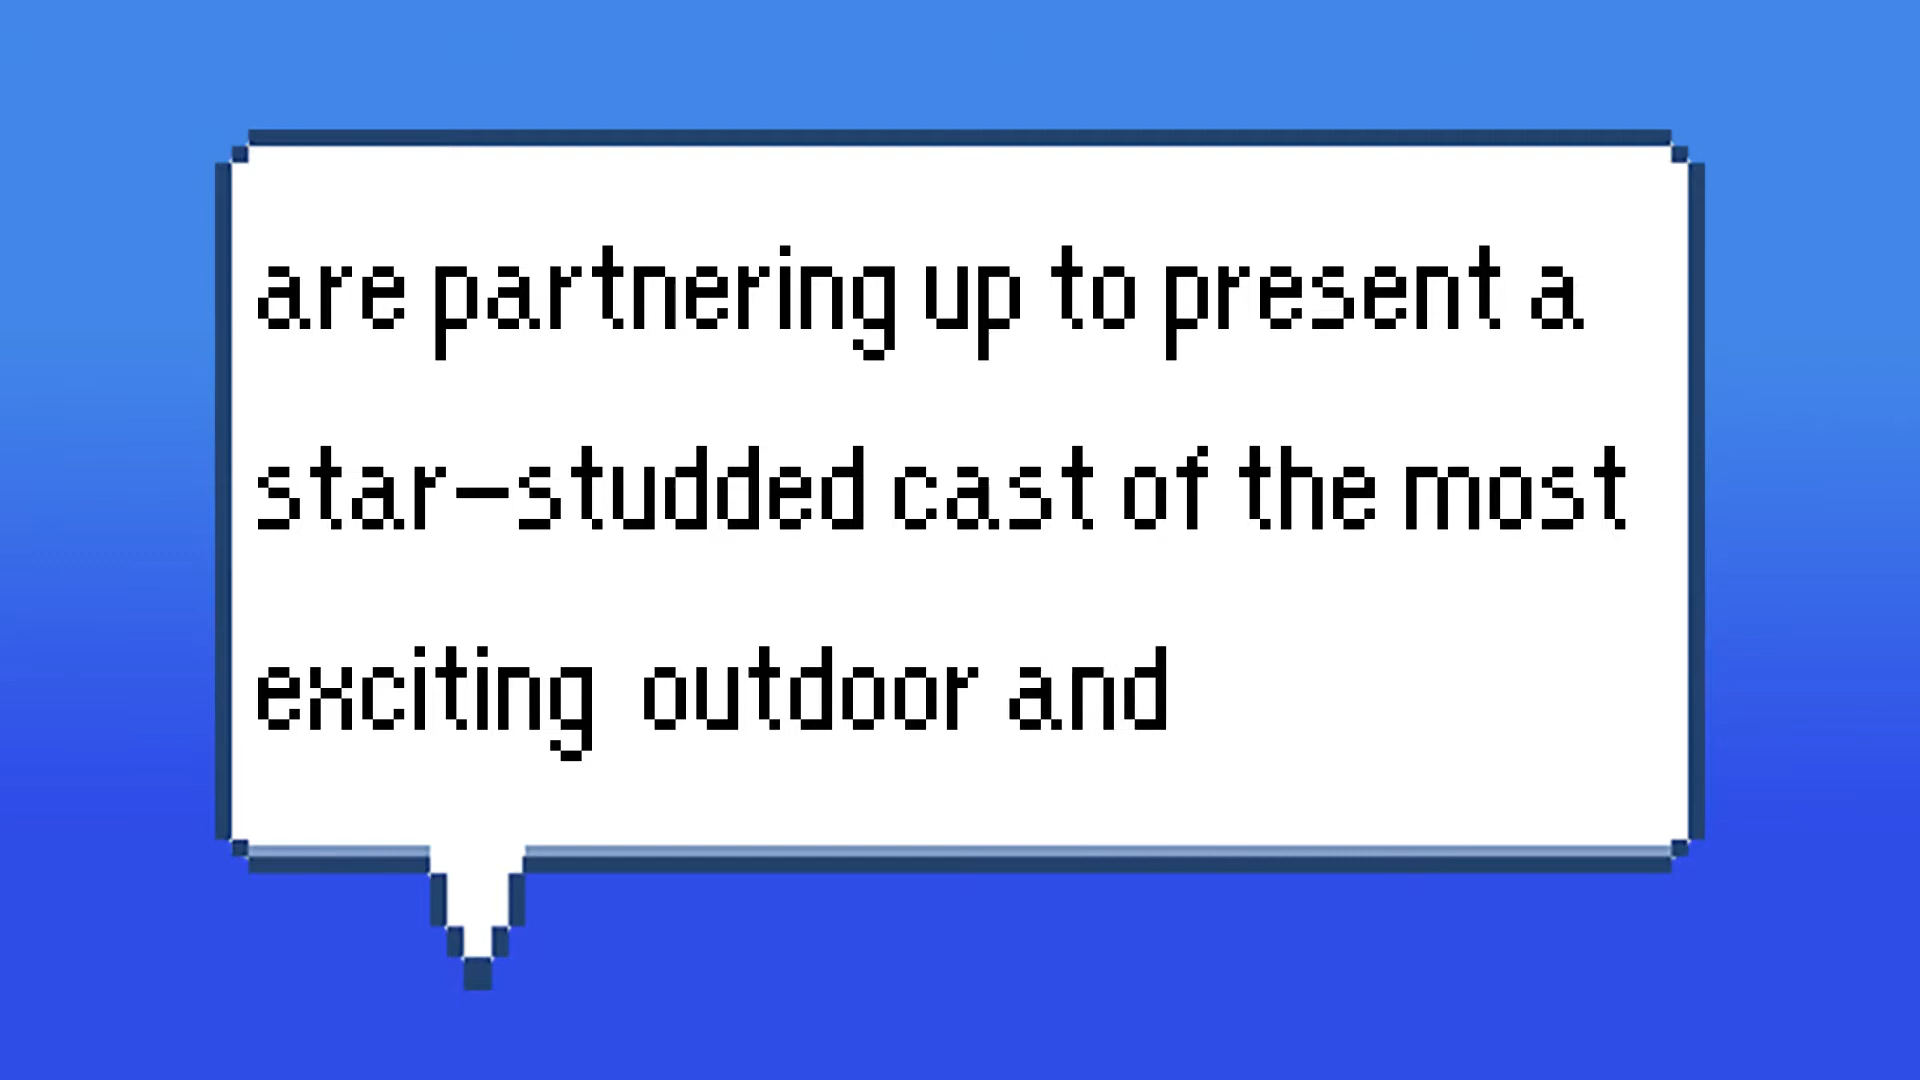 are partnering up to present a
star-studded cast of the most
exciting  outdoor and